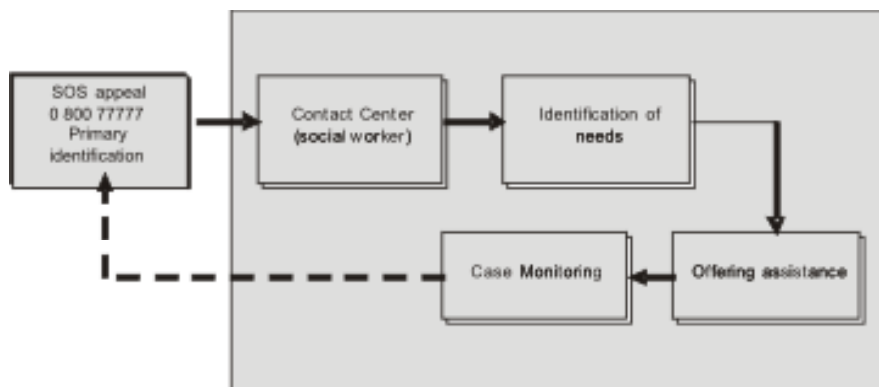 SOS appeal
0 800 77777
Primary
identification
Contact Center
(social worker)
Identification of
needs
Case Monitoring
Offering assistance